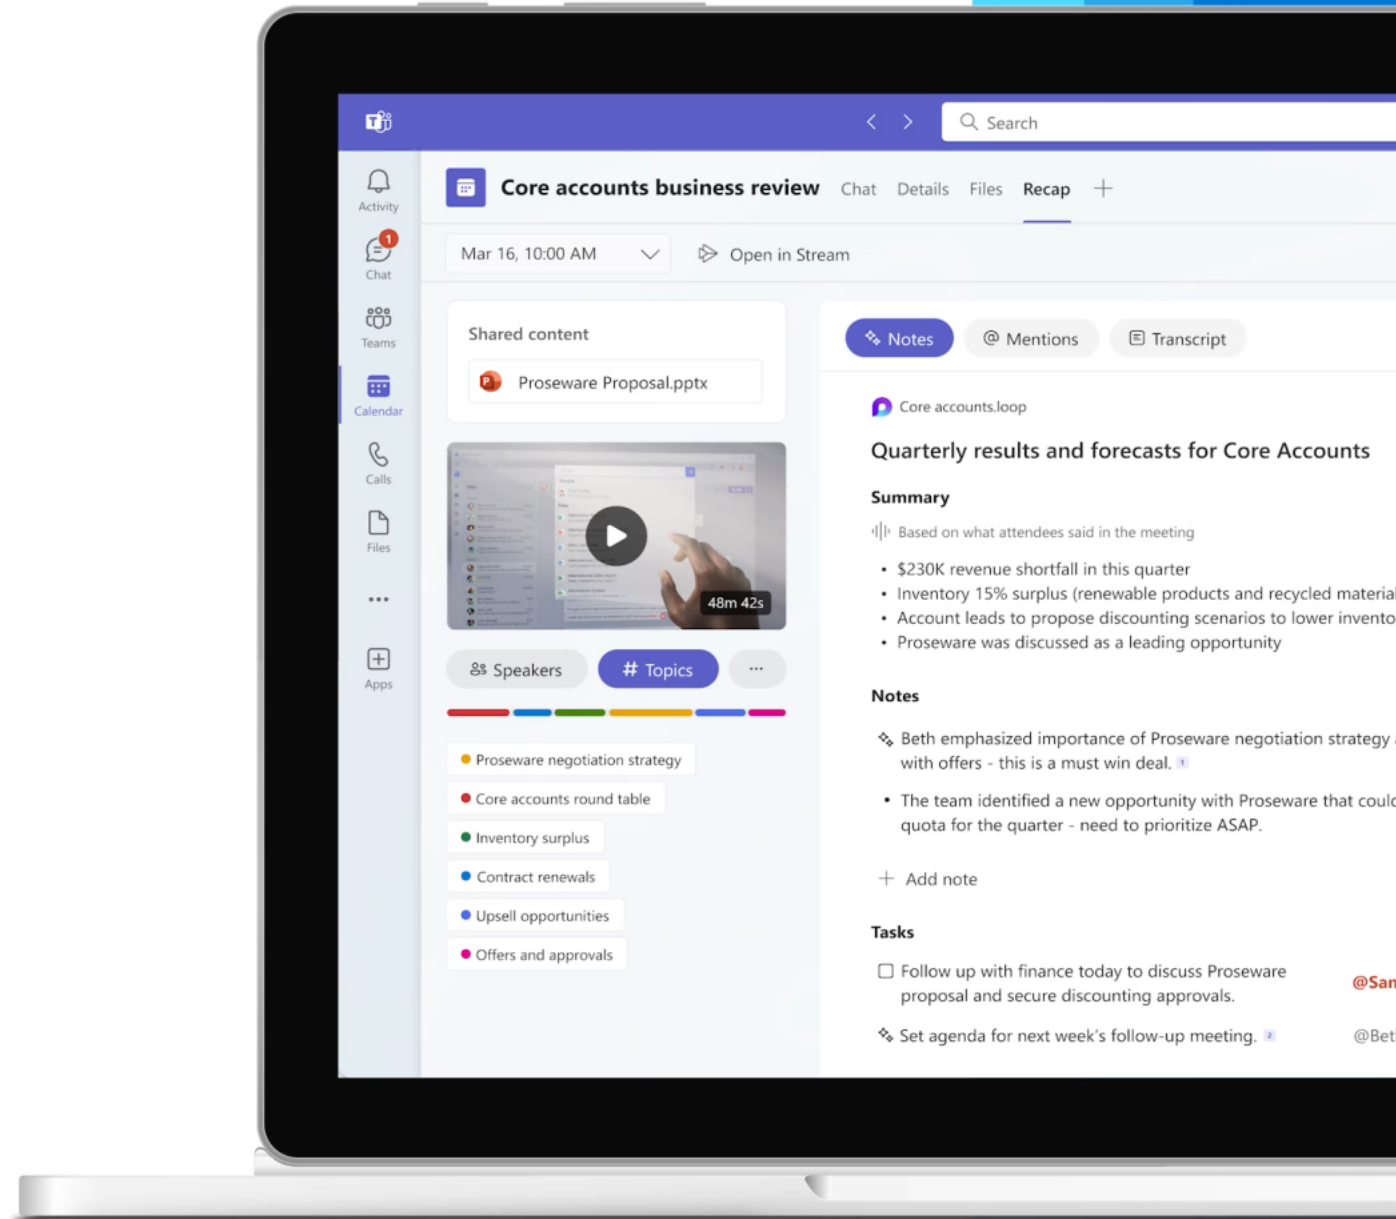 Search
Activity
1
Chat
Teams
Calendar
Calls
Files
Apps
Core accounts business review
Chat
Details
Files
Recap
Mar 16, 10:00 AM
Open in Stream
Shared content
Proseware Proposal.pptx
48m 42s
Speakers
# Topics
Proseware negotiation strategy
Core accounts round table
Inventory surplus
Contract renewals
Upsell opportunities
Offers and approvals
Notes
@ Mentions
Transcript
Core accounts.loop
Quarterly results and forecasts for Core Accounts
Summary
Based on what attendees said in the meeting
• $230K revenue shortfall in this quarter
• Inventory 15% surplus (renewable products and recycled material
• Account leads to propose discounting scenarios to lower invento
• Proseware was discussed as a leading opportunity
Notes
Beth emphasized importance of Proseware negotiation strategy
with offers - this is a must win deal. 1
• The team identified a new opportunity with Proseware that could
quota for the quarter - need to prioritize ASAP.
+ Add note
Tasks
Follow up with finance today to discuss Proseware
proposal and secure discounting approvals.
@San
Set agenda for next week's follow-up meeting. 2
@Bet